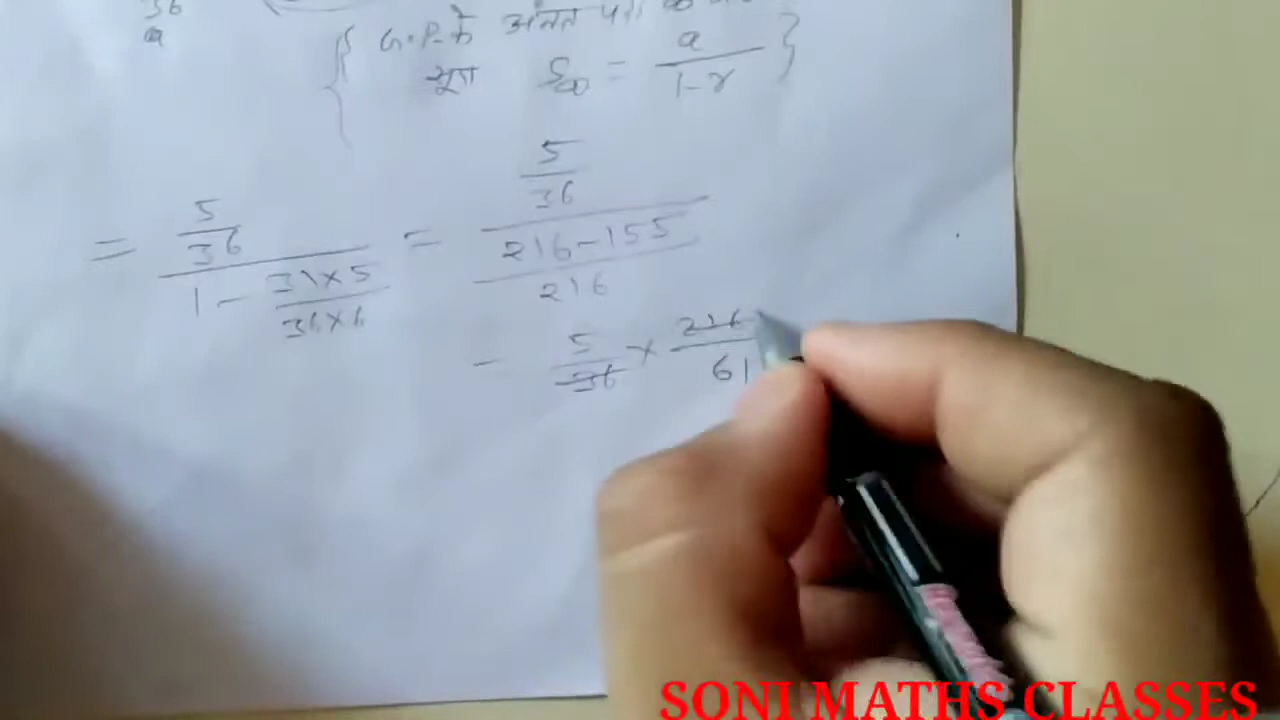 36
a
{ G.P. के अनंत
सूत्र S∞ = a/(1-r) }
= (5/36)/(1 - (31×5)/(36×6)) = (5/36)/((216-155)/216)
= 5/36 × 216/61
SONI MATHS CLASSES